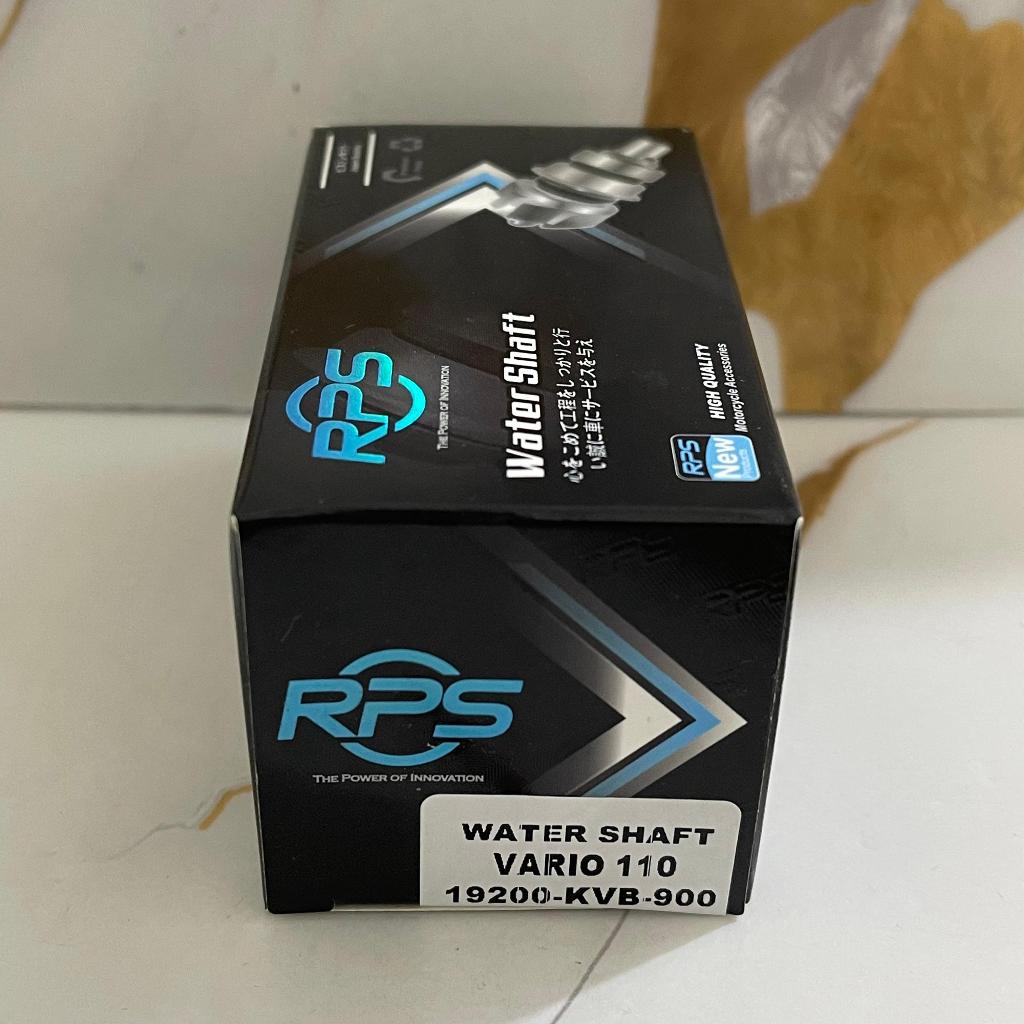 RPS
THE POWER OF INNOVATION
Water Shaft
心をこめて工程をしっかりと行
い誠に車にサービスを与え
RPS
New
Products
HIGH QUALITY
Motorcycle Accessories
RPS
THE POWER OF INNOVATION
WATER SHAFT
VARIO 110
19200-KVB-900